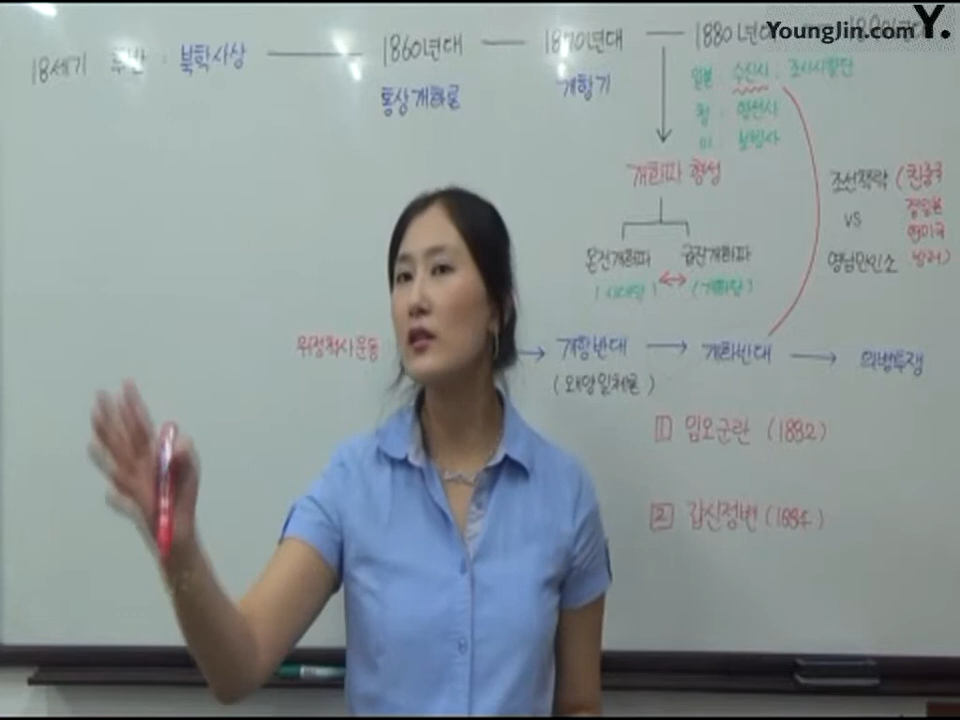 YoungJin.com Y.
18세기 후반 : 북학사상 — 1860년대 — 1870년대 — 1880년대
통상개화론 개항기
일본 : 수신사, 조사시찰단
청 : 영선사
미 : 보빙사
개화파 형성
조선책략 (친중국
vs 결일본
연미국
영남만인소 방러)
온건개화파 ↔ 급진개화파
(사대당) (개화당)
위정척사운동 → 개항반대 → 개화반대 → 의병투쟁
(왜양일체론)
1 임오군란 (1882)
2 갑신정변 (1884)